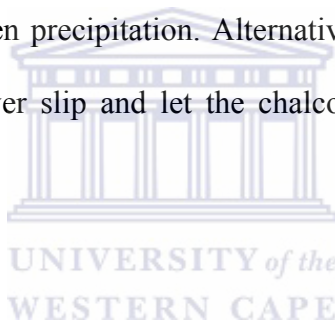 en precipitation. Alternativ
er slip and let the chalco
UNIVERSITY of the
WESTERN CAPE